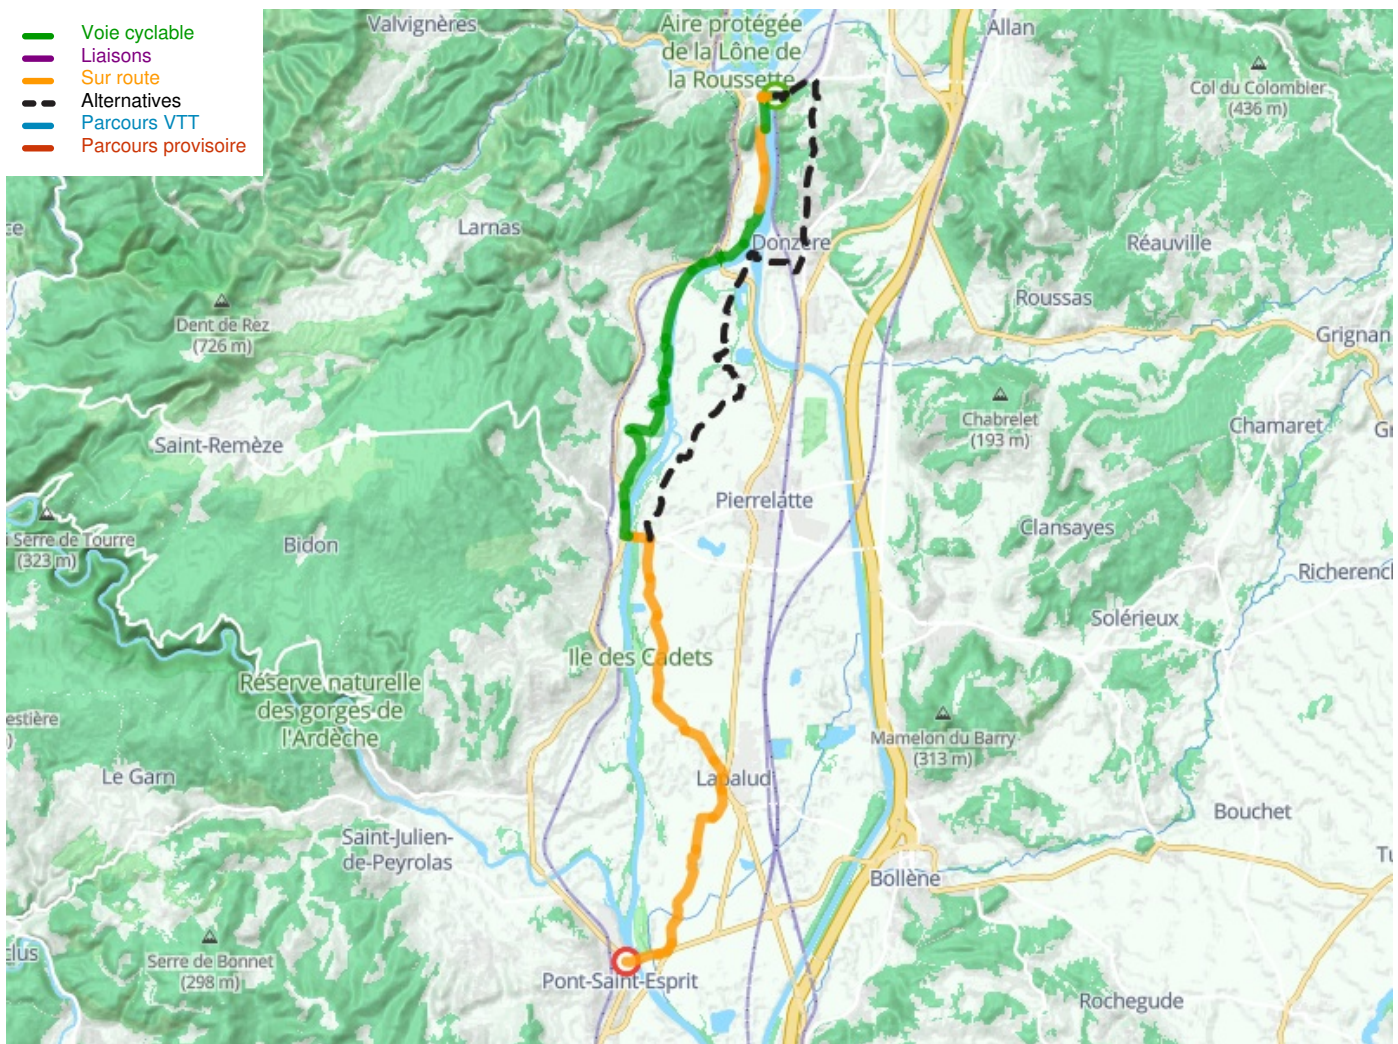 Voie cyclable
Liaisons
Sur route
Alternatives
Parcours VTT
Parcours provisoire
Valvignères
Aire protégée
de la Lône de
la Roussette
Allan
Col du Colombier
(436 m)
Larnas
Donzère
Réauville
Roussas
Dent de Rez
(726 m)
Grignan
Chabrelet
(193 m)
Chamaret
Saint-Remèze
Pierrelatte
Clansayes
Serre de Tourre
(323 m)
Bidon
Richerencl
Solérieux
Ile des Cadets
Réserve naturelle
des gorges de
l'Ardèche
estière
Mamelon du Barry
(313 m)
Le Garn
Lapalud
Bouchet
Saint-Julien-
de-Peyrolas
Bollène
Tu
clus
Serre de Bonnet
(298 m)
Pont-Saint-Esprit
Rochegude